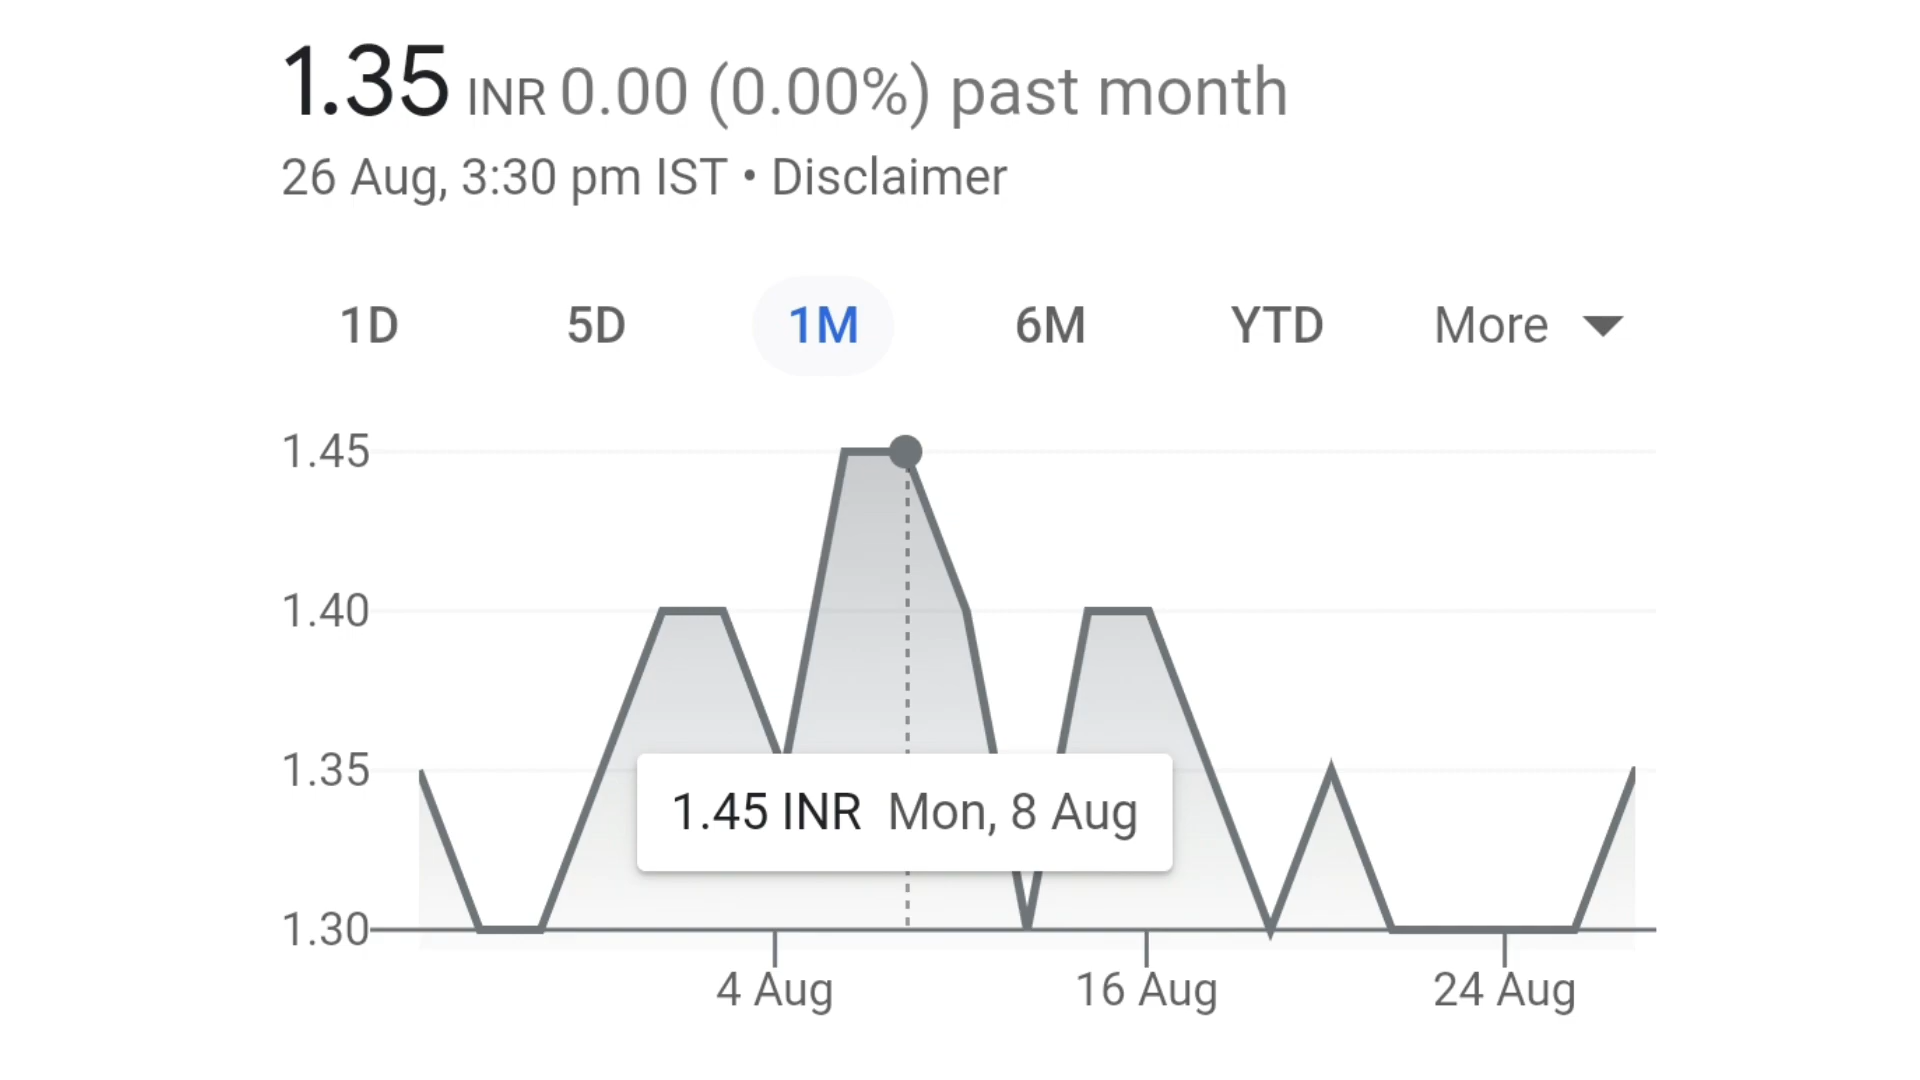 1.35 INR 0.00 (0.00%) past month
26 Aug, 3:30 pm IST • Disclaimer
1D 5D 1M 6M YTD More
1.45
1.40
1.35
1.45 INR Mon, 8 Aug
1.30
4 Aug 16 Aug 24 Aug